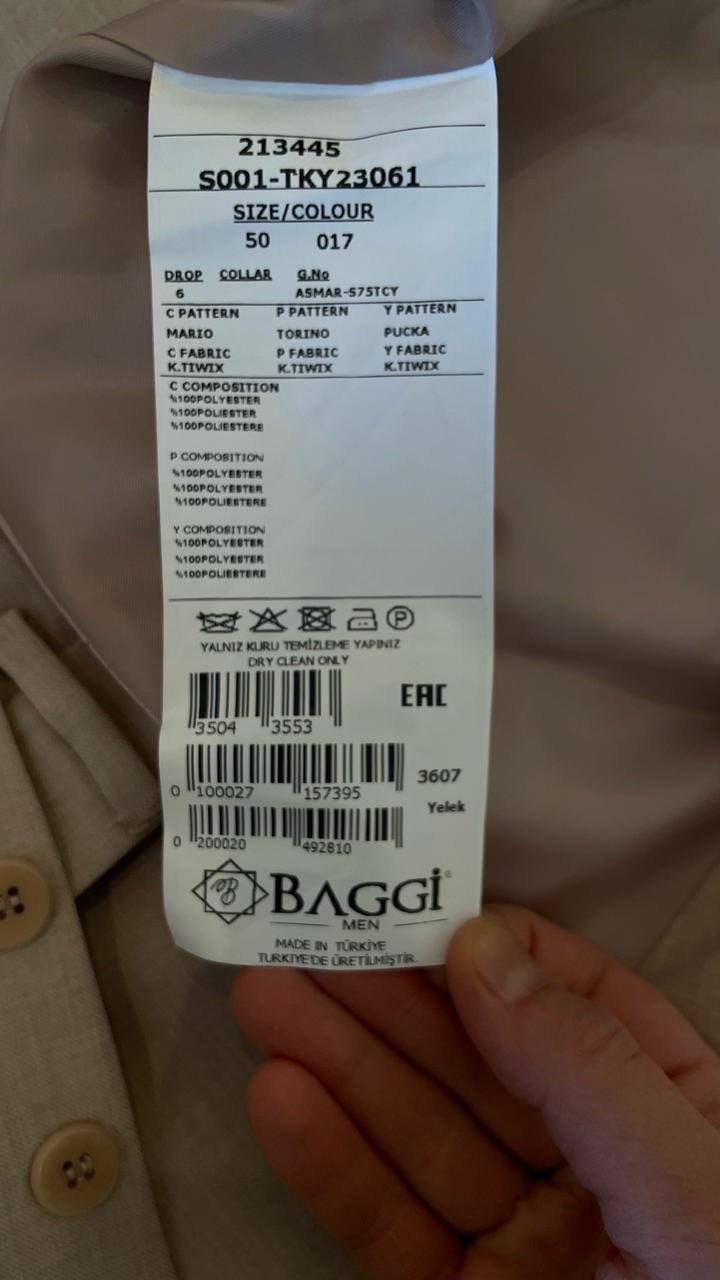 213445
S001-TKY23061
SIZE/COLOUR
50 017
DROP COLLAR G.No
6 ASMAR-S75TCY
C PATTERN P PATTERN Y PATTERN
MARIO TORINO PUCKA
C FABRIC P FABRIC Y FABRIC
K.TIWIX K.TIWIX K.TIWIX
C COMPOSITION
%100POLYESTER
%100POLIESTER
%100POLIESTERE
P COMPOSITION
%100POLYESTER
%100POLYESTER
%100POLIESTERE
Y COMPOSITION
%100POLYESTER
%100POLYESTER
%100POLIESTERE
P
YALNIZ KURU TEMİZLEME YAPINIZ
DRY CLEAN ONLY
EAC
3504 3553
3607
0 100027 157395
Yelek
0 200020 492810
BAGGİ
MEN
MADE IN TÜRKİYE
TURKIYE'DE ÜRETİLMİŞTİR.